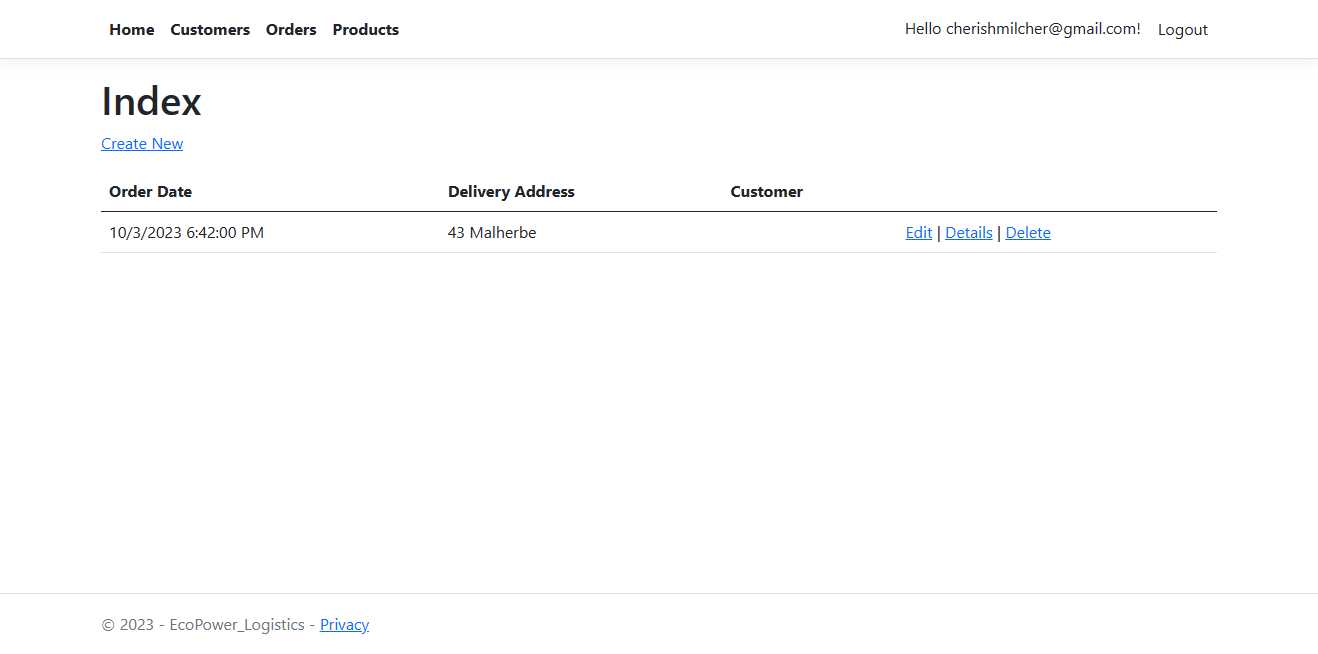 Home Customers Orders Products Hello cherishmilcher@gmail.com! Logout
Index
Create New
Order Date Delivery Address Customer
10/3/2023 6:42:00 PM 43 Malherbe Edit | Details | Delete
© 2023 - EcoPower_Logistics - Privacy